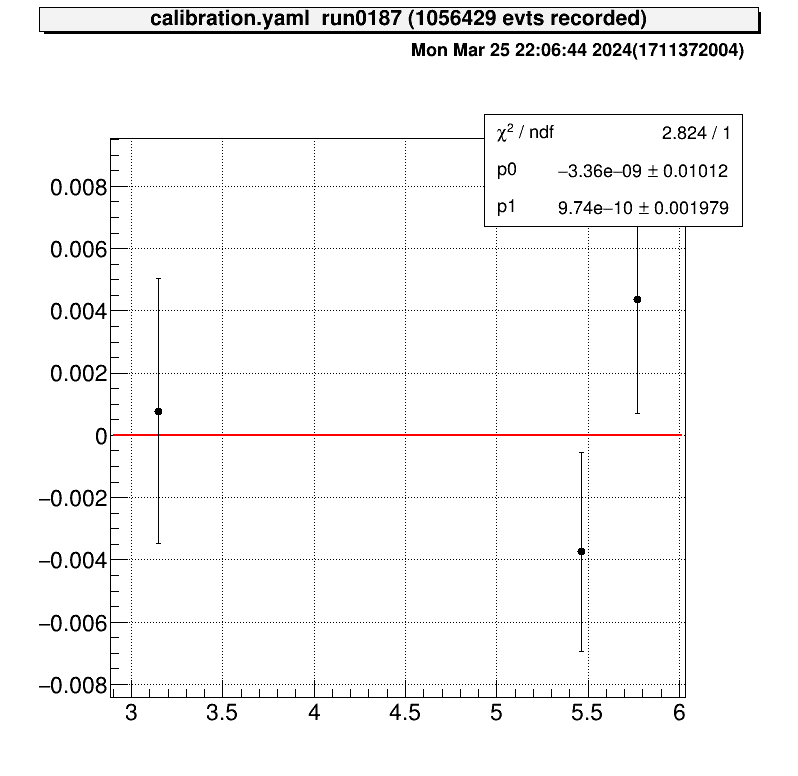 calibration.yaml run0187 (1056429 evts recorded)
Mon Mar 25 22:06:44 2024(1711372004)
χ² / ndf 2.824 / 1
p0 −3.36e−09 ± 0.01012
p1 9.74e−10 ± 0.001979
0.008
0.006
0.004
0.002
0
−0.002
−0.004
−0.006
−0.008
3 3.5 4 4.5 5 5.5 6